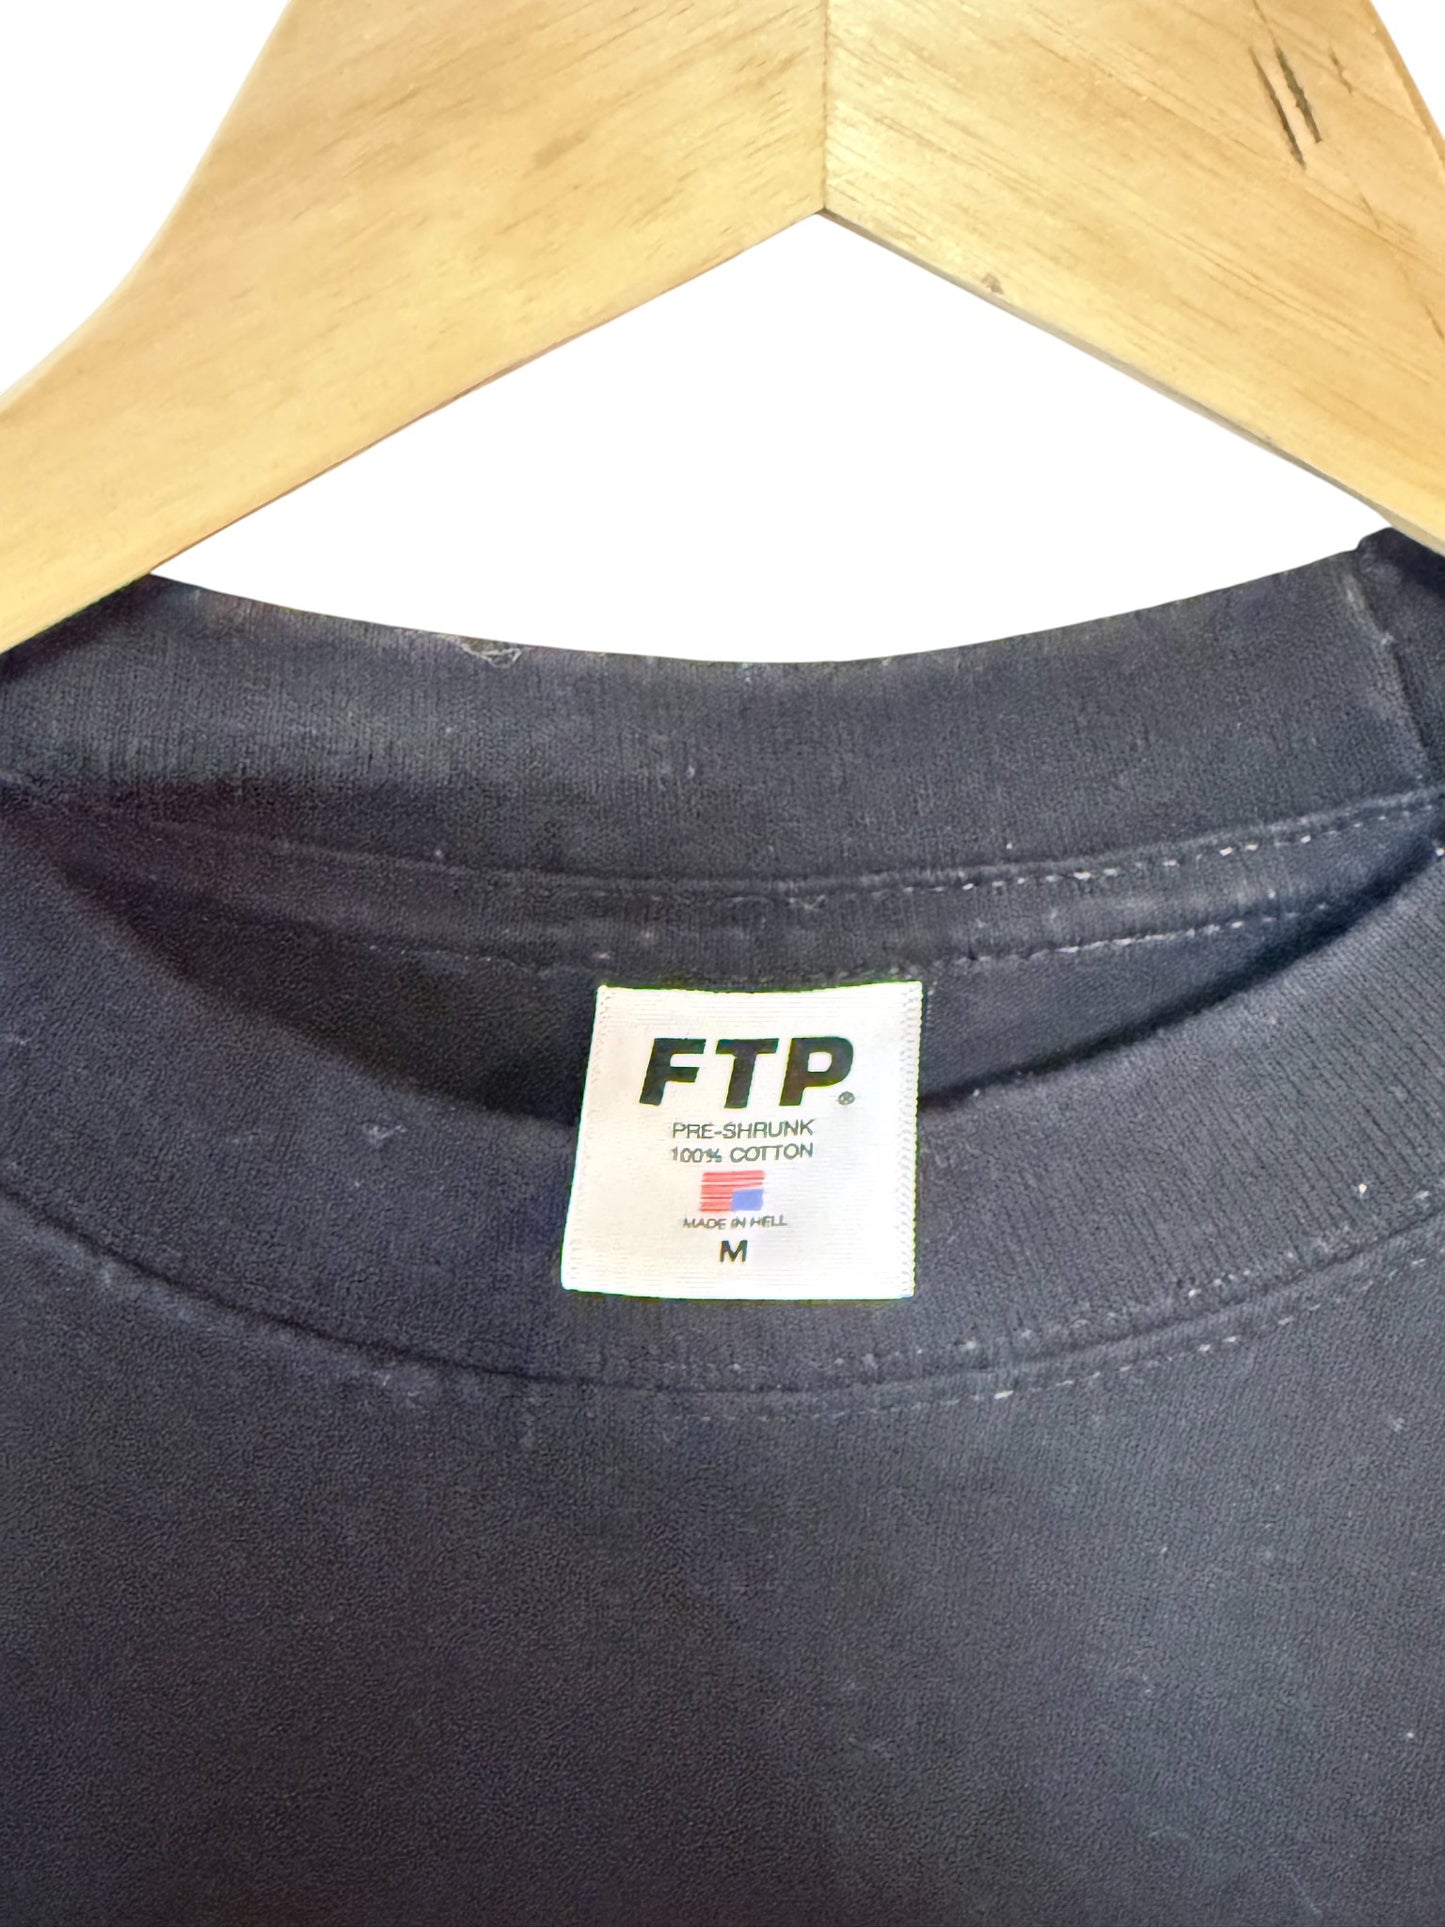 FTP®
PRE-SHRUNK
100% COTTON
MADE IN HELL
M